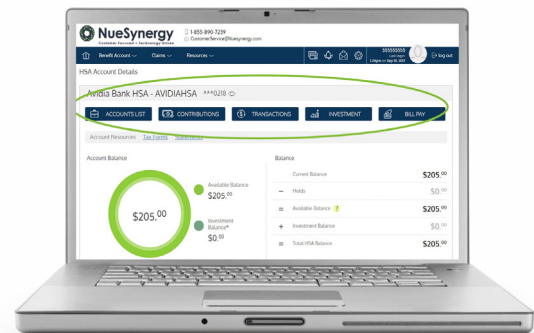 NueSynergy
1-855-890-7239
Customer Focused • Technology Driven
CustomerService@Nuesynergy.com
Benefit Account Claims Resources
5555555555
Log out
HSA Account Details
Avidia Bank HSA - AVIDIAHSA ***0218
ACCOUNTS LIST CONTRIBUTIONS TRANSACTIONS INVESTMENT BILL PAY
Account Resources Tax Forms
Account Balance
Balance
Current Balance $205.00
Available Balance
$205.00
− Holds $0.00
$205.00
= Available Balance ? $205.00
Investment
Balance*
$0.00
+ Investment Balance $0.00
= Total HSA Balance $205.00